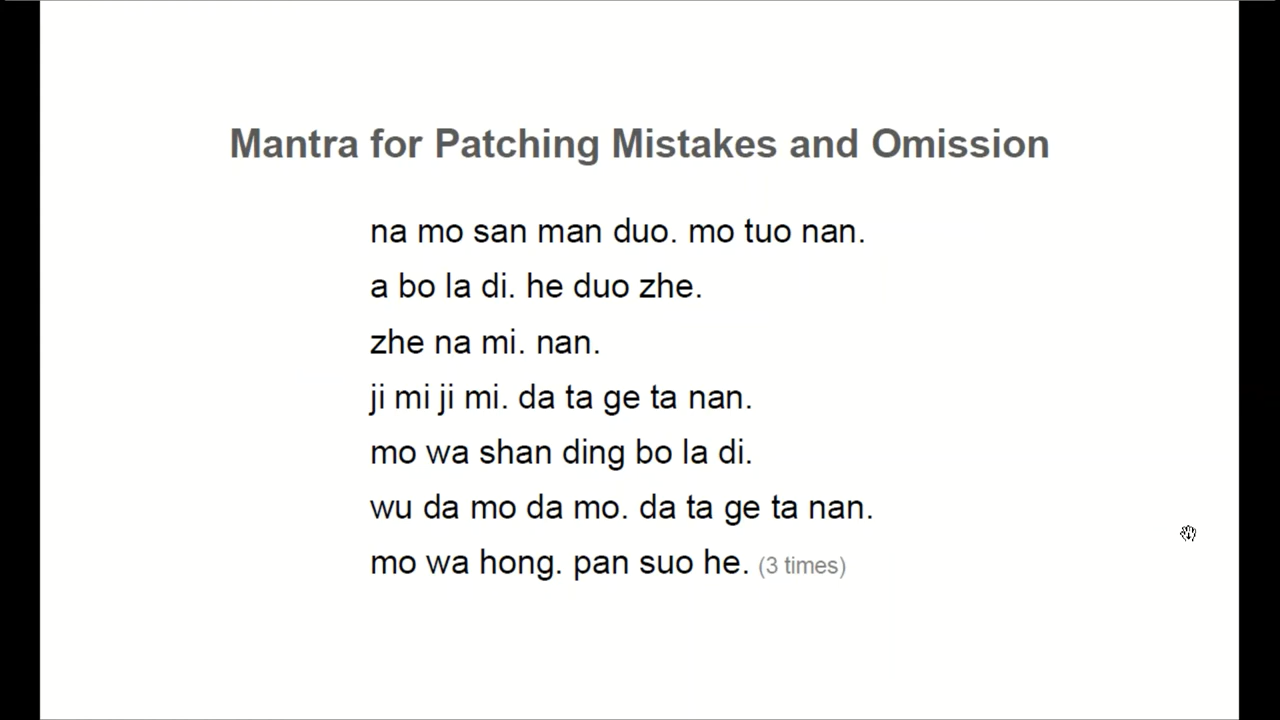 Mantra for Patching Mistakes and Omission
na mo san man duo. mo tuo nan.
a bo la di. he duo zhe.
zhe na mi. nan.
ji mi ji mi. da ta ge ta nan.
mo wa shan ding bo la di.
wu da mo da mo. da ta ge ta nan.
mo wa hong. pan suo he. (3 times)